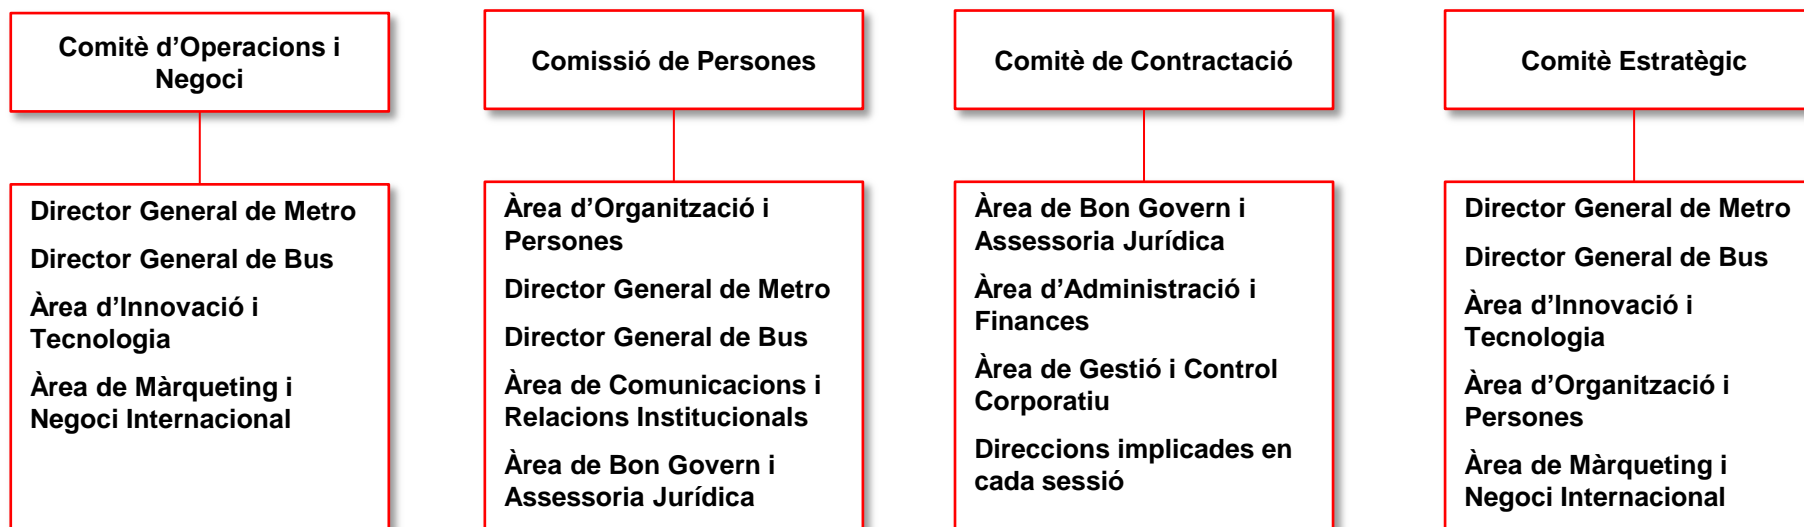 Comitè d’Operacions i
Negoci
Comissió de Persones
Comitè de Contractació
Comitè Estratègic
Director General de Metro
Director General de Bus
Àrea d’Innovació i
Tecnologia
Àrea de Màrqueting i
Negoci Internacional
Àrea d’Organització i
Persones
Director General de Metro
Director General de Bus
Àrea de Comunicacions i
Relacions Institucionals
Àrea de Bon Govern i
Assessoria Jurídica
Àrea de Bon Govern i
Assessoria Jurídica
Àrea d’Administració i
Finances
Àrea de Gestió i Control
Corporatiu
Direccions implicades en
cada sessió
Director General de Metro
Director General de Bus
Àrea d’Innovació i
Tecnologia
Àrea d’Organització i
Persones
Àrea de Màrqueting i
Negoci Internacional